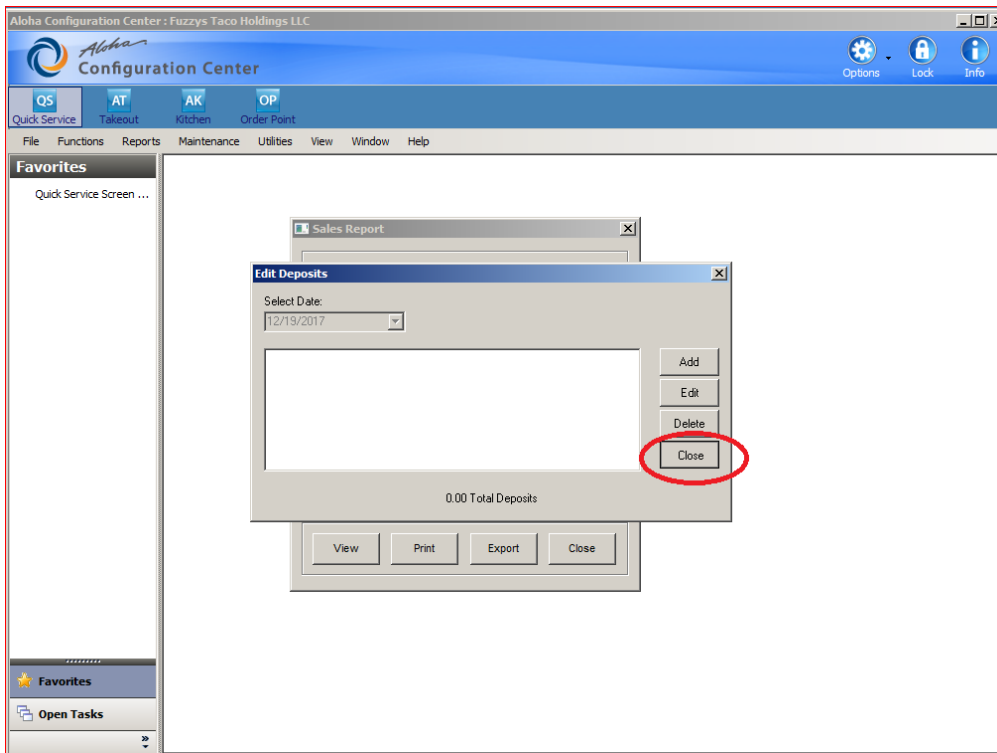 Aloha Configuration Center : Fuzzys Taco Holdings LLC
Aloha
Configuration Center
Options
Lock
Info
QS
AT
AK
OP
Quick Service
Takeout
Kitchen
Order Point
File Functions Reports Maintenance Utilities View Window Help
Favorites
Quick Service Screen ...
Sales Report
Edit Deposits
Select Date:
12/19/2017
Add
Edit
Delete
Close
0.00 Total Deposits
View
Print
Export
Close
Favorites
Open Tasks